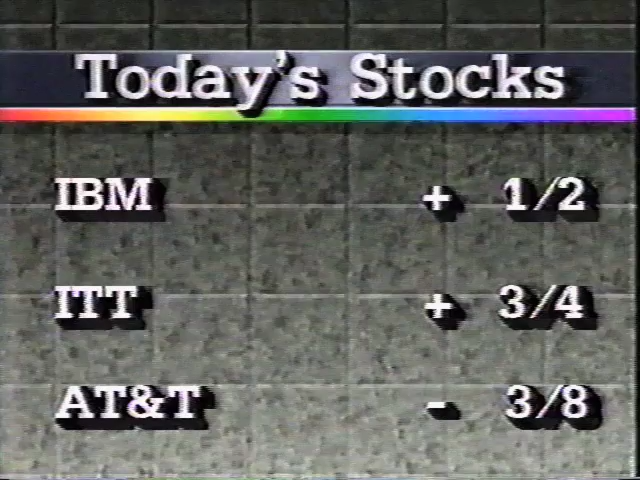 Today's Stocks
IBM + 1/2
ITT + 3/4
AT&T - 3/8